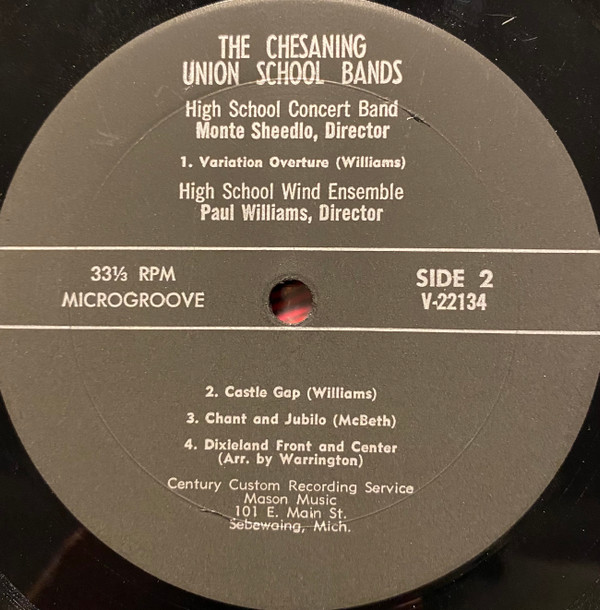 THE CHESANING
UNION SCHOOL BANDS
High School Concert Band
Monte Sheedlo, Director
1. Variation Overture (Williams)
High School Wind Ensemble
Paul Williams, Director
33⅓ RPM
MICROGROOVE
SIDE 2
V-22134
2. Castle Gap (Williams)
3. Chant and Jubilo (McBeth)
4. Dixieland Front and Center
(Arr. by Warrington)
Century Custom Recording Service
Mason Music
101 E. Main St.
Sebewaing, Mich.